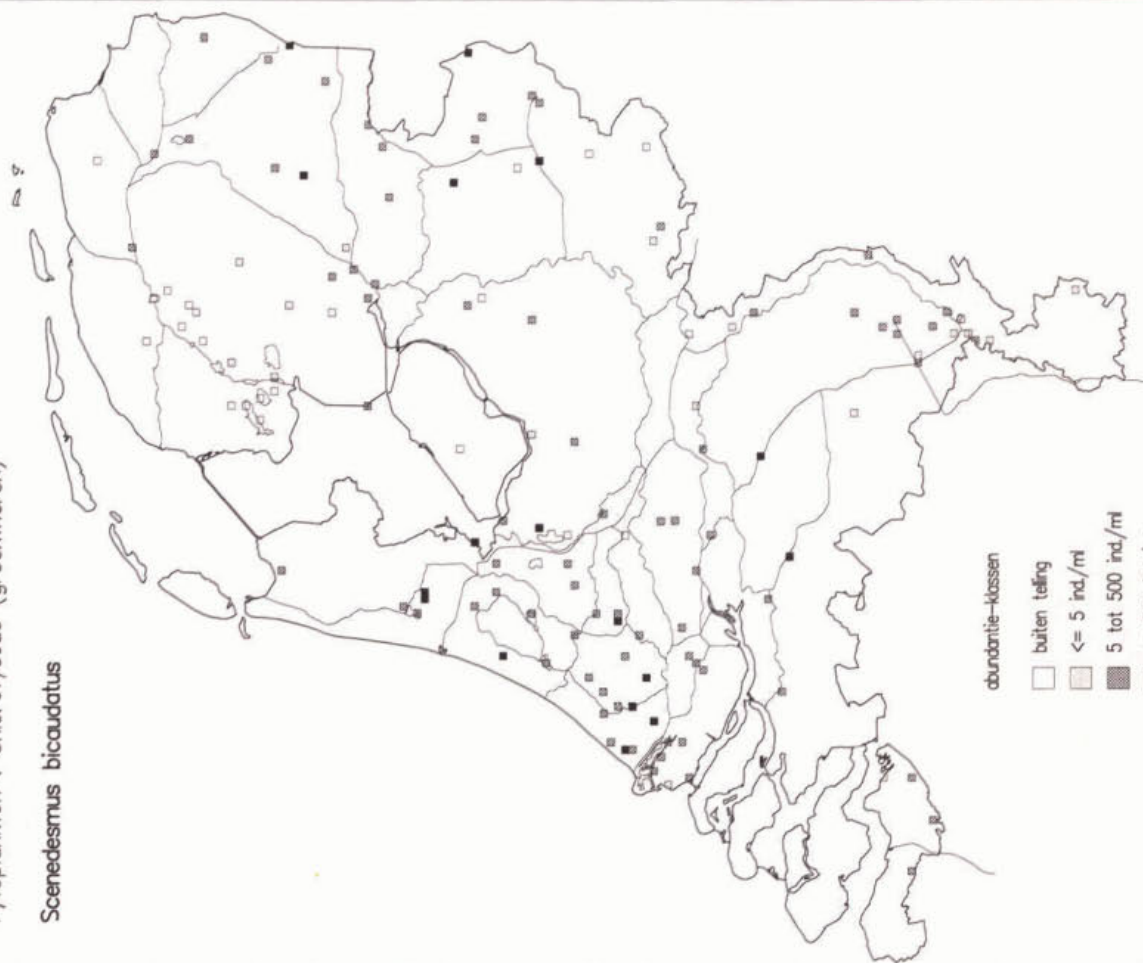 Scenedesmus bicaudatus
abundantie-klassen
buiten telling
<= 5 ind./ml
5 tot 500 ind./ml